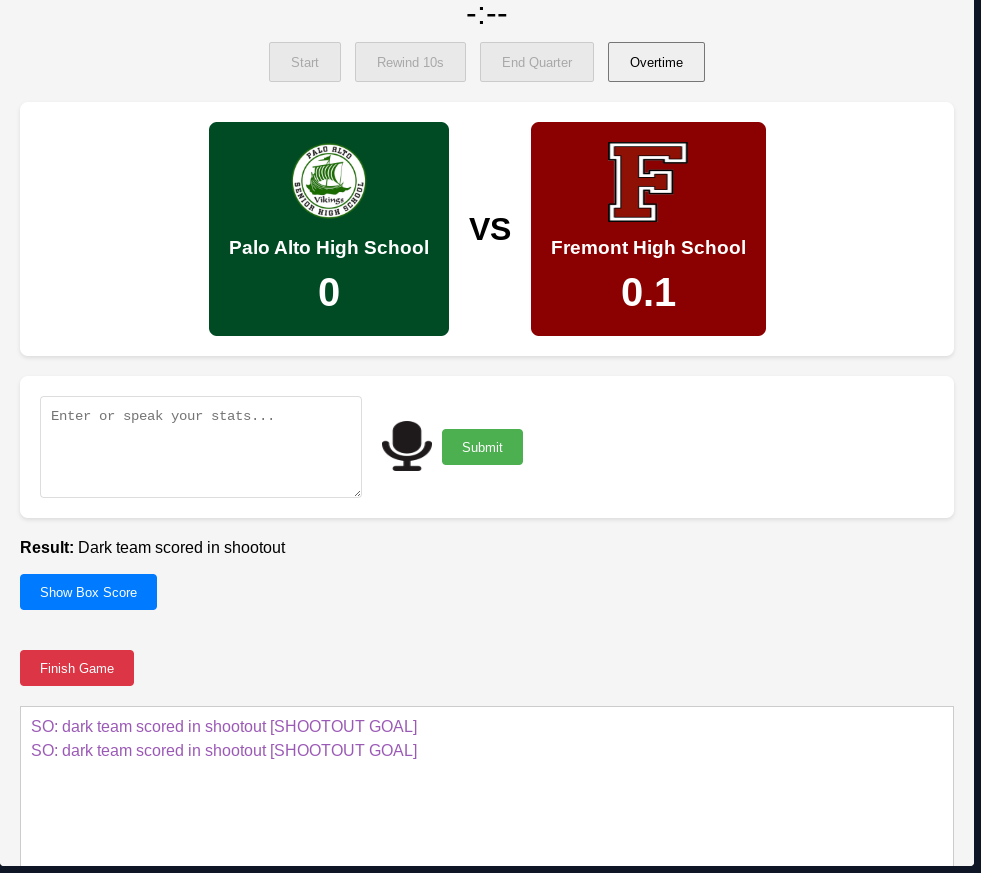 -:--
Start Rewind 10s End Quarter Overtime
PALO ALTO
Vikings
SENIOR HIGH SCHOOL
F
Palo Alto High School
0
VS
Fremont High School
0.1
Enter or speak your stats...
Submit
Result: Dark team scored in shootout
Show Box Score
Finish Game
SO: dark team scored in shootout [SHOOTOUT GOAL]
SO: dark team scored in shootout [SHOOTOUT GOAL]